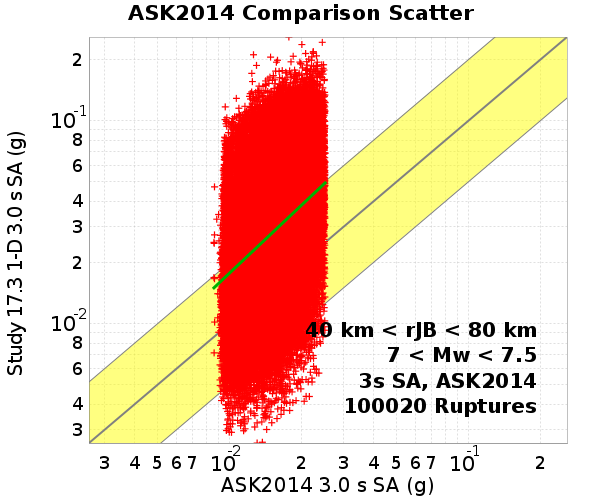 ASK2014 Comparison Scatter
Study 17.3 1-D 3.0 s SA (g)
2
10⁻¹
8
6
4
3
2
10⁻²
8
6
4
3
40 km < rJB < 80 km
7 < Mw < 7.5
3s SA, ASK2014
100020 Ruptures
3 4 5 6 7 10⁻² 2 3 4 5 6 7 10⁻¹ 2
ASK2014 3.0 s SA (g)